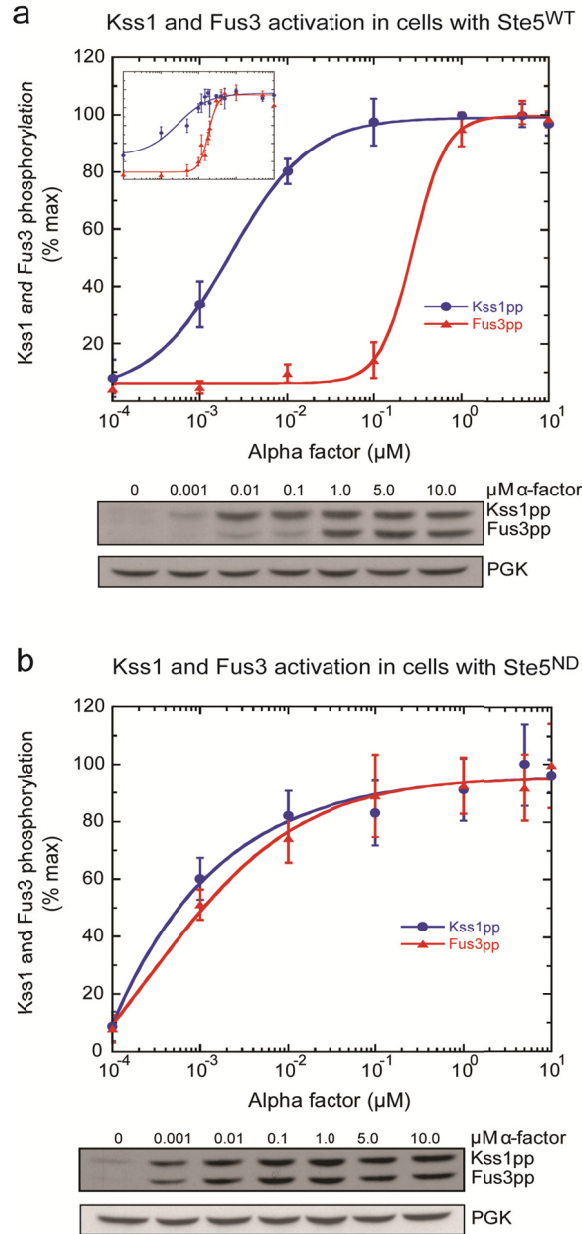 a
Kss1 and Fus3 activation in cells with Ste5WT
Kss1 and Fus3 phosphorylation
(% max)
120
100
80
60
40
20
Kss1pp
Fus3pp
10-4
10-3
10-2
10-1
100
101
Alpha factor (µM)
0 0.001 0.01 0.1 1.0 5.0 10.0 µM α-factor
Kss1pp
Fus3pp
PGK
b
Kss1 and Fus3 activation in cells with Ste5ND
Kss1 and Fus3 phosphorylation
(% max)
120
100
80
60
40
20
0
Kss1pp
Fus3pp
10-4
10-3
10-2
10-1
100
101
Alpha factor (µM)
0 0.001 0.01 0.1 1.0 5.0 10.0 µM α-factor
Kss1pp
Fus3pp
PGK